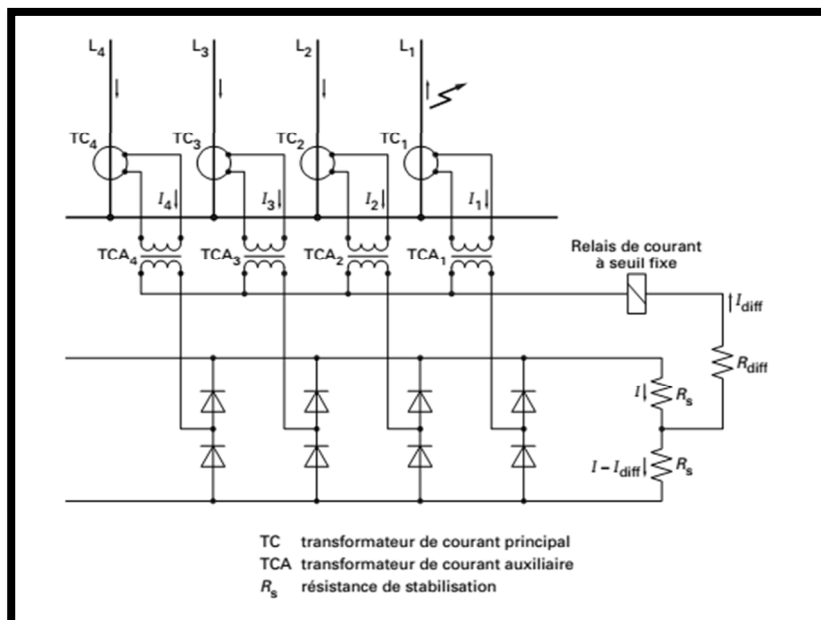 L4 L3 L2 L1
TC4 TC3 TC2 TC1
I4 I3 I2 I1
Relais de courant
à seuil fixe
TCA4 TCA3 TCA2 TCA1
Idiff
Rdiff
I Rs
I – Idiff Rs
TC transformateur de courant principal
TCA transformateur de courant auxiliaire
Rs résistance de stabilisation